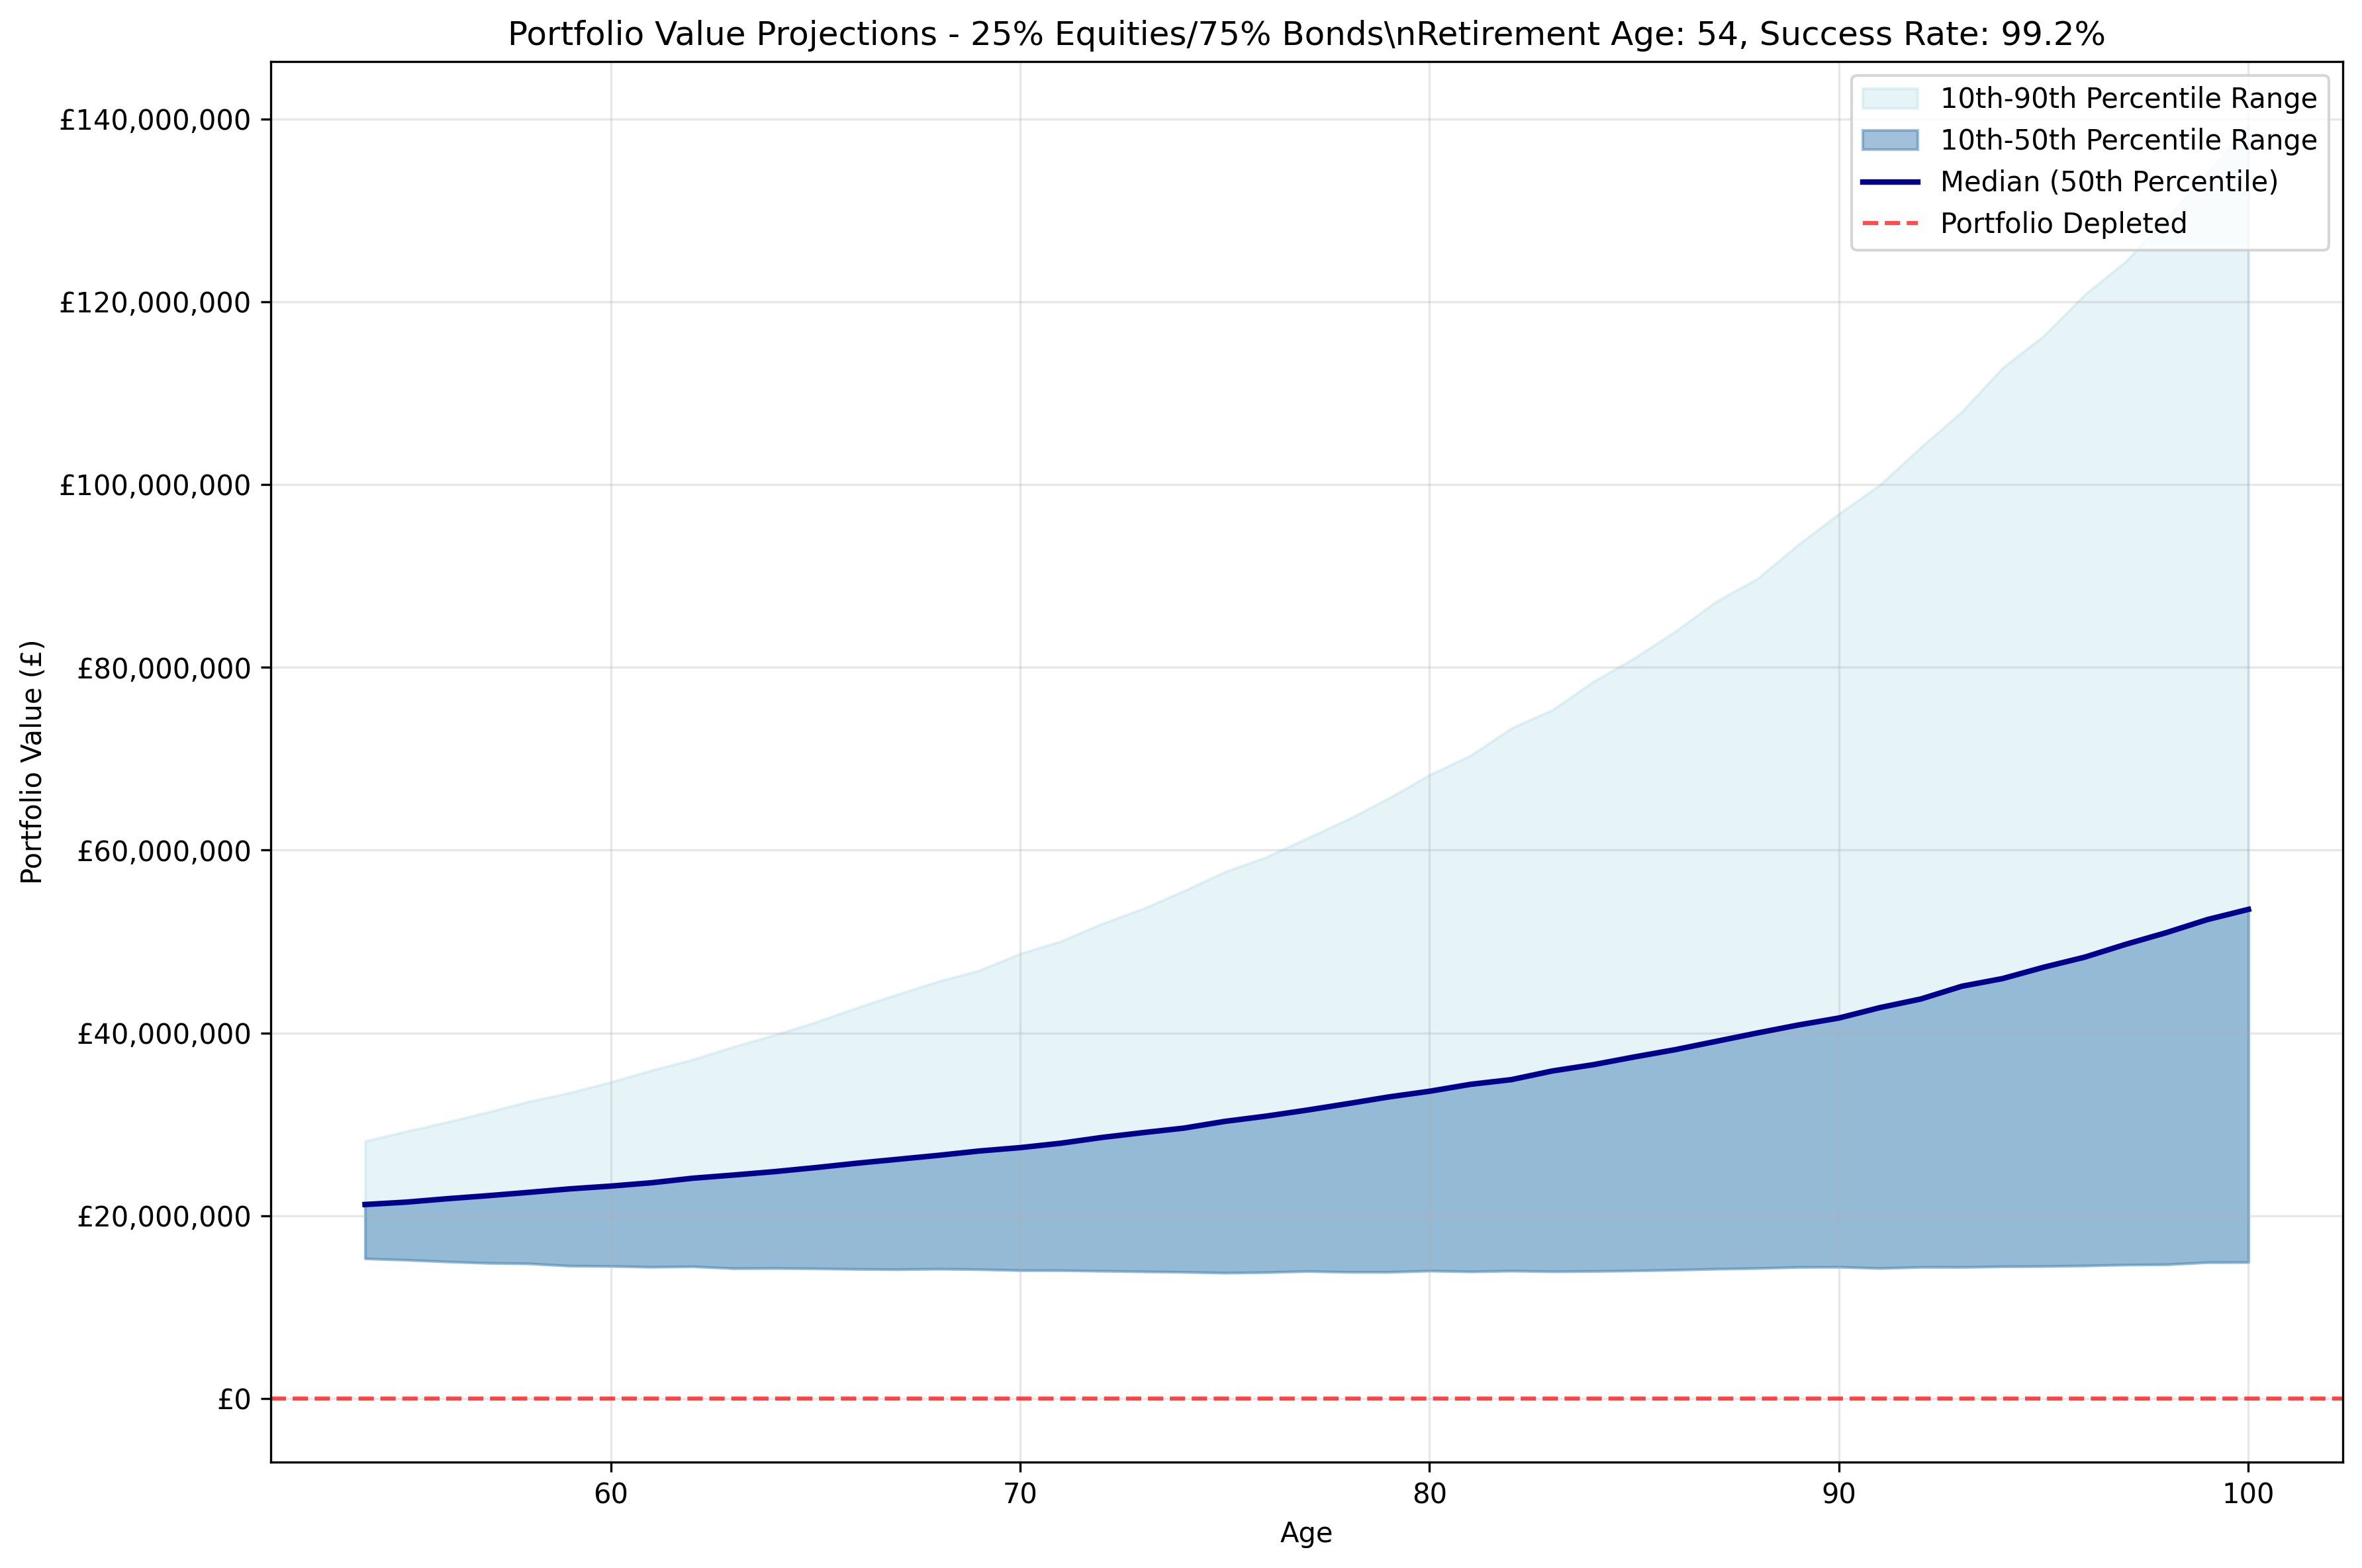 Portfolio Value Projections - 25% Equities/75% Bonds\nRetirement Age: 54, Success Rate: 99.2%
10th-90th Percentile Range
10th-50th Percentile Range
Median (50th Percentile)
Portfolio Depleted
£140,000,000
£120,000,000
£100,000,000
£80,000,000
£60,000,000
£40,000,000
£20,000,000
£0
Portfolio Value (£)
60
70
80
90
100
Age